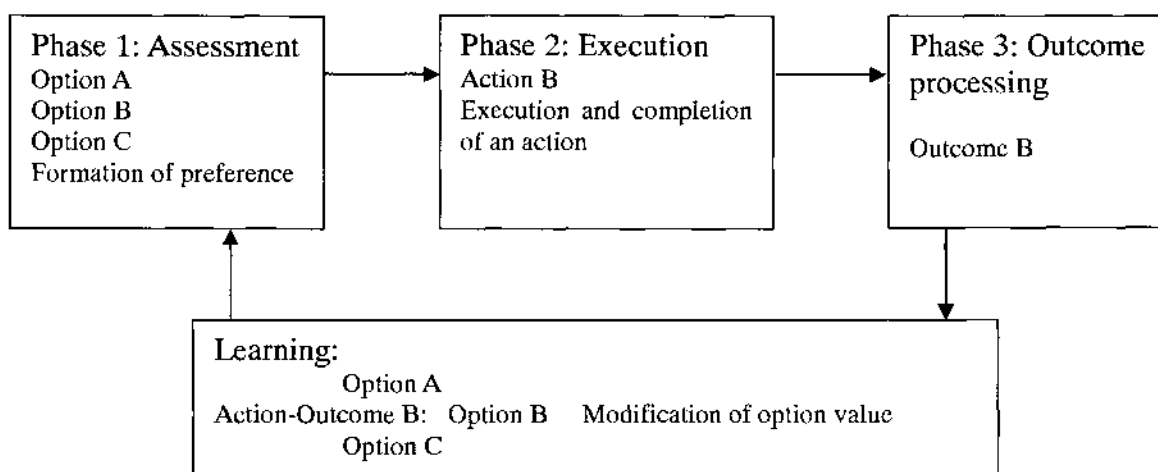 Phase 1: Assessment
Option A
Option B
Option C
Formation of preference
Phase 2: Execution
Action B
Execution and completion
of an action
Phase 3: Outcome
processing
Outcome B
Learning:
Option A
Action-Outcome B: Option B Modification of option value
Option C